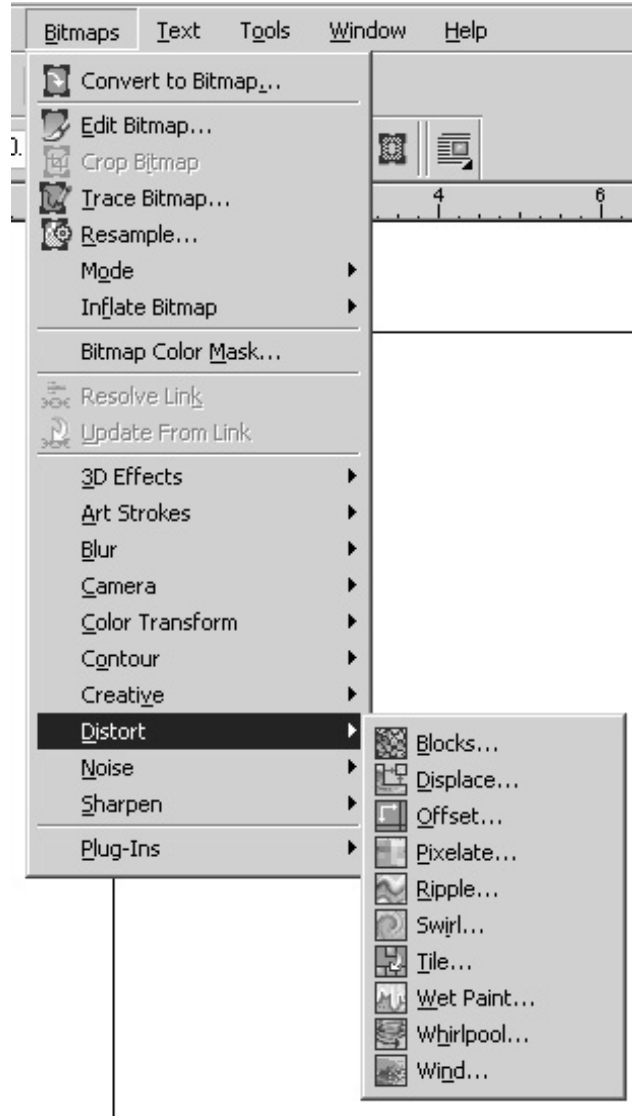 Bitmaps Text Tools Window Help
Convert to Bitmap...
Edit Bitmap...
0.
Crop Bitmap
Trace Bitmap...
4 6
Resample...
Mode
Inflate Bitmap
Bitmap Color Mask...
Resolve Link
Update From Link
3D Effects
Art Strokes
Blur
Camera
Color Transform
Contour
Creative
Distort
Noise
Sharpen
Plug-Ins
Blocks...
Displace...
Offset...
Pixelate...
Ripple...
Swirl...
Tile...
Wet Paint...
Whirlpool...
Wind...